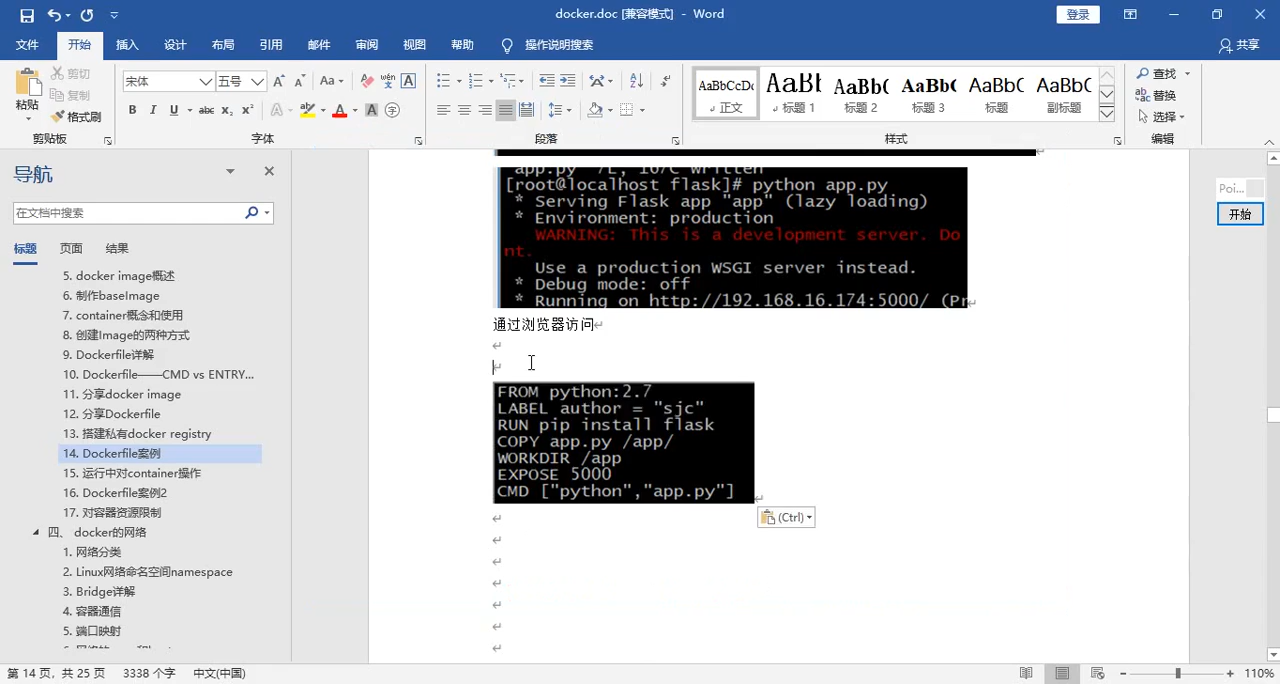 docker.doc [兼容模式] - Word
登录
文件 开始 插入 设计 布局 引用 邮件 审阅 视图 帮助 操作说明搜索 共享
粘贴 剪切 复制 格式刷 剪贴板
宋体 五号 字体
段落
AaBbCcDc 正文
AaBl 标题 1
AaBb( 标题 2
AaBb( 标题 3
AaBbC 标题
AaBbC 副标题
样式
查找 替换 选择 编辑
导航
在文档中搜索
标题 页面 结果
5. docker image概述
6. 制作baseImage
7. container概念和使用
8. 创建Image的两种方式
9. Dockerfile详解
10. Dockerfile——CMD vs ENTRY...
11. 分享docker image
12. 分享Dockerfile
13. 搭建私有docker registry
14. Dockerfile案例
15. 运行中对container操作
16. Dockerfile案例2
17. 对容器资源限制
四、 docker的网络
1. 网络分类
2. Linux网络命名空间namespace
3. Bridge详解
4. 容器通信
5. 端口映射
[root@localhost flask]# python app.py
* Serving Flask app "app" (lazy loading)
* Environment: production
WARNING: This is a development server. Do
nt.
Use a production WSGI server instead.
* Debug mode: off
* Running on http://192.168.16.174:5000/ (Pr
通过浏览器访问
FROM python:2.7
LABEL author = "sjc"
RUN pip install flask
COPY app.py /app/
WORKDIR /app
EXPOSE 5000
CMD ["python","app.py"]
(Ctrl)
Poi...
开始
第 14 页，共 25 页 3338 个字 中文(中国) 110%